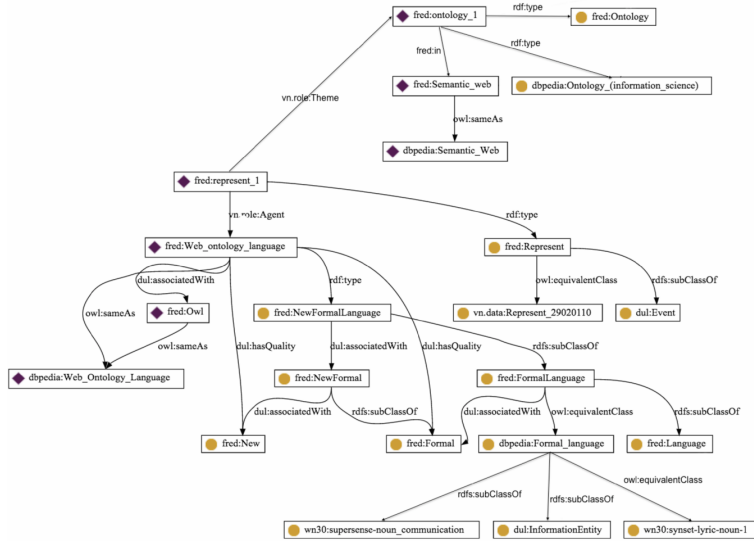 rdf:type
fred:ontology_1
fred:Ontology
rdf:type
fred:in
fred:Semantic_web
dbpedia:Ontology_(information_science)
vn.role:Theme
owl:sameAs
dbpedia:Semantic_Web
fred:represent_1
vn.role:Agent
rdf:type
fred:Web_ontology_language
fred:Represent
dul:associatedWith
rdf:type
owl:equivalentClass
rdfs:subClassOf
fred:Owl
fred:NewFormalLanguage
vn.data:Represent_29020110
dul:Event
owl:sameAs
owl:sameAs
dul:hasQuality
dul:associatedWith
dul:hasQuality
rdfs:subClassOf
dbpedia:Web_Ontology_Language
fred:NewFormal
fred:FormalLanguage
dul:associatedWith
rdfs:subClassOf
dul:associatedWith
owl:equivalentClass
rdfs:subClassOf
fred:New
fred:Formal
dbpedia:Formal_language
fred:Language
owl:equivalentClass
rdfs:subClassOf
rdfs:subClassOf
wn30:supersense-noun_communication
dul:InformationEntity
wn30:synset-lyric-noun-1